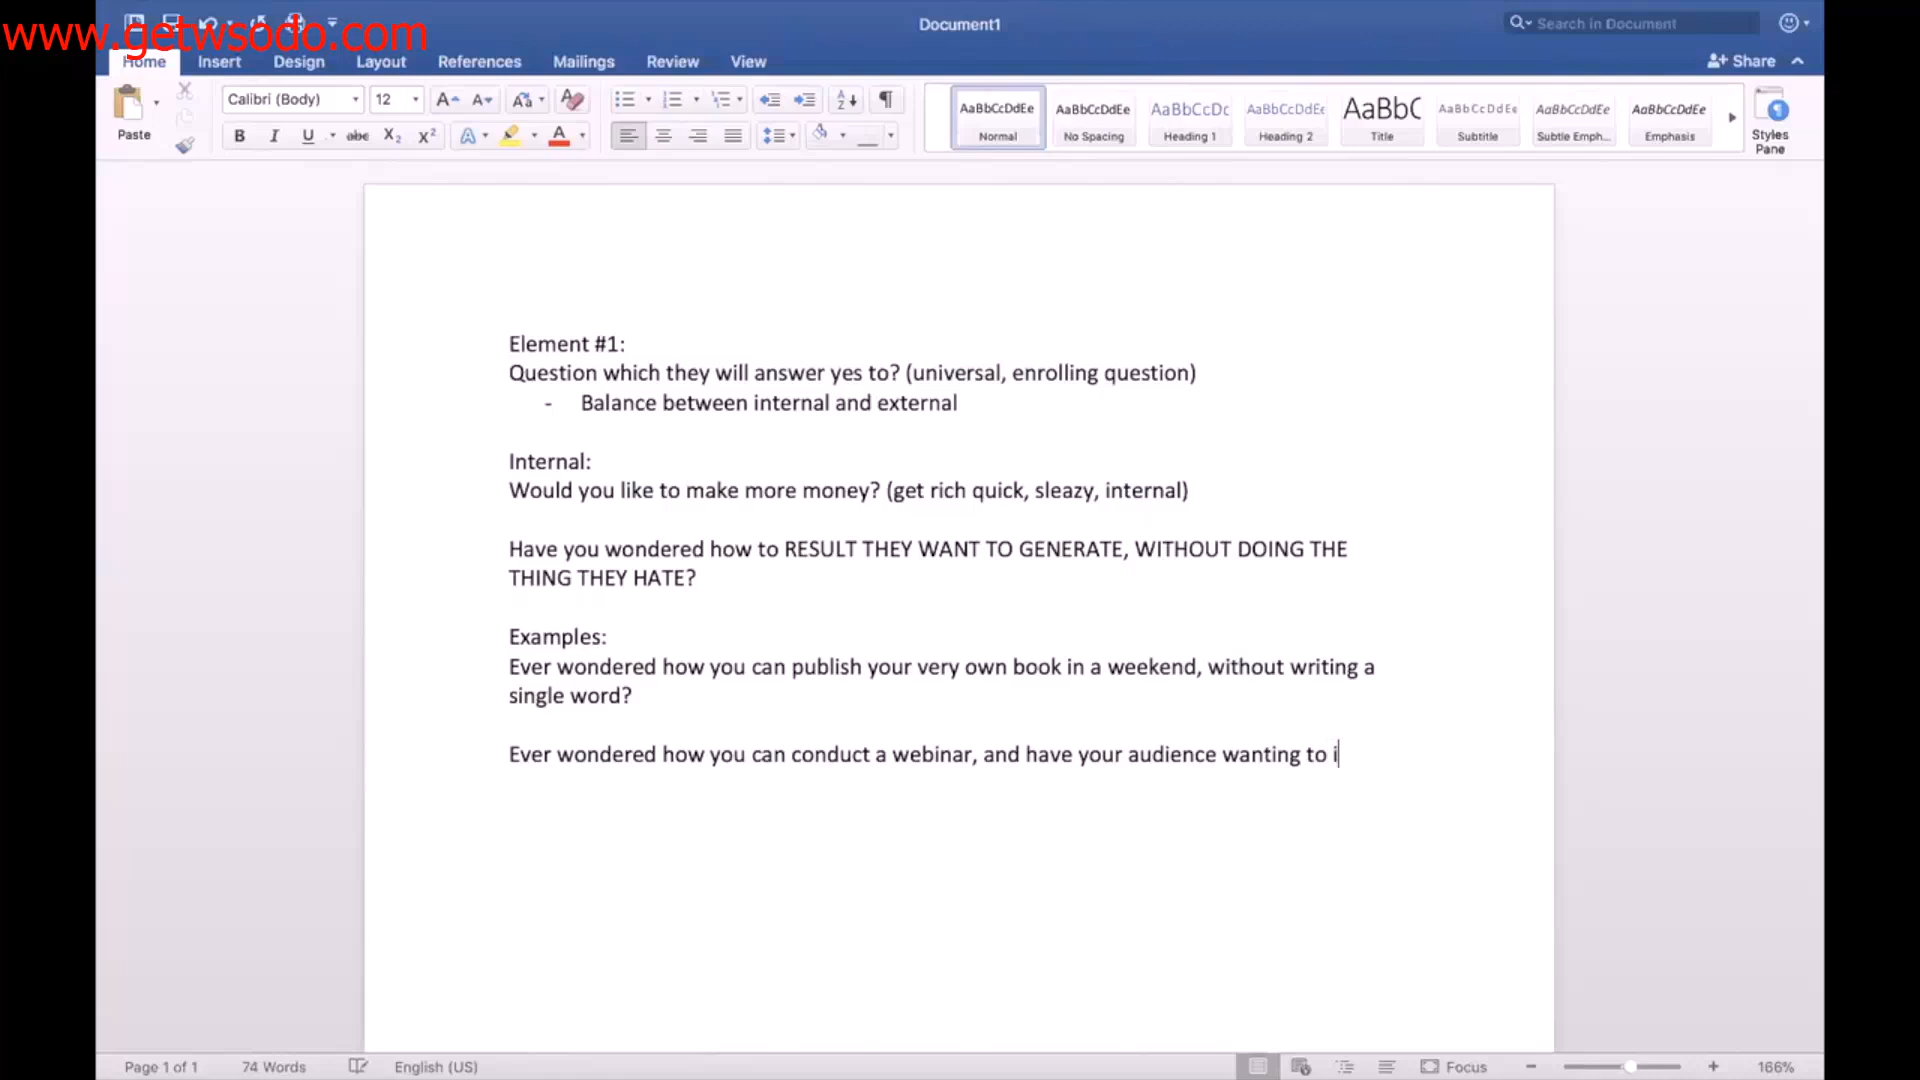 www.getwsodo.com
Document1
Search in Document
Home Insert Design Layout References Mailings Review View
Share
Paste
Calibri (Body) 12
B I U abc X₂ X²
AaBbCcDdEe AaBbCcDdEe AaBbCcDc AaBbCcDdEe AaBbC AaBbCcDdEe AaBbCcDdEe AaBbCcDdEe
Normal No Spacing Heading 1 Heading 2 Title Subtitle Subtle Emph... Emphasis
Styles
Pane
Element #1:
Question which they will answer yes to? (universal, enrolling question)
- Balance between internal and external
Internal:
Would you like to make more money? (get rich quick, sleazy, internal)
Have you wondered how to RESULT THEY WANT TO GENERATE, WITHOUT DOING THE
THING THEY HATE?
Examples:
Ever wondered how you can publish your very own book in a weekend, without writing a
single word?
Ever wondered how you can conduct a webinar, and have your audience wanting to i
Page 1 of 1 74 Words English (US) Focus 166%